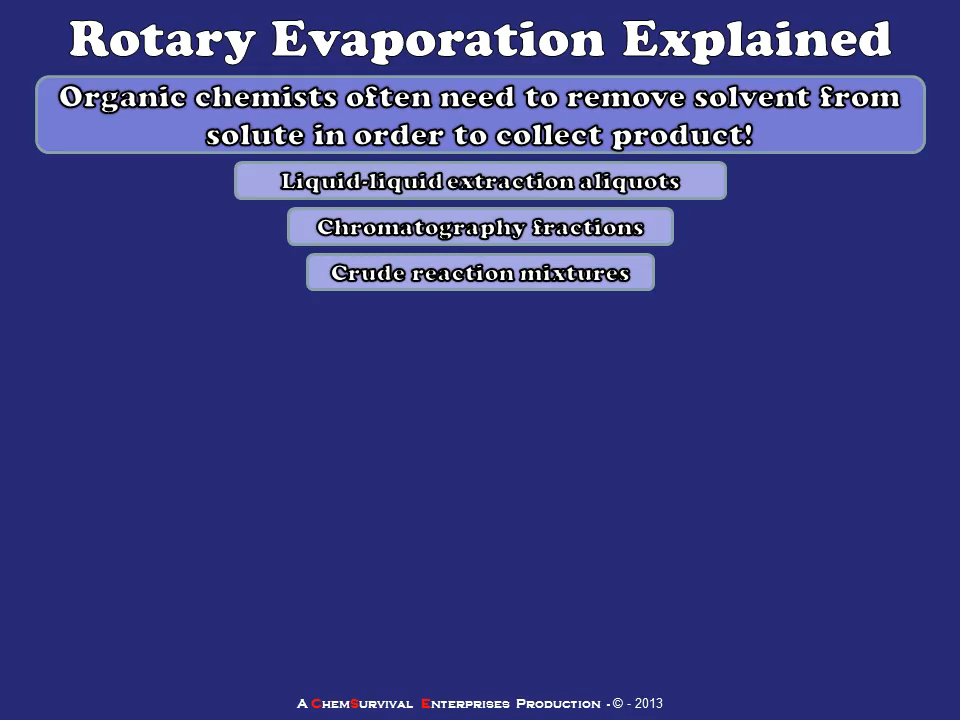 Rotary Evaporation Explained
Organic chemists often need to remove solvent from
solute in order to collect product!
Liquid-liquid extraction aliquots
Chromatography fractions
Crude reaction mixtures
A ChemSurvival Enterprises Production - © - 2013